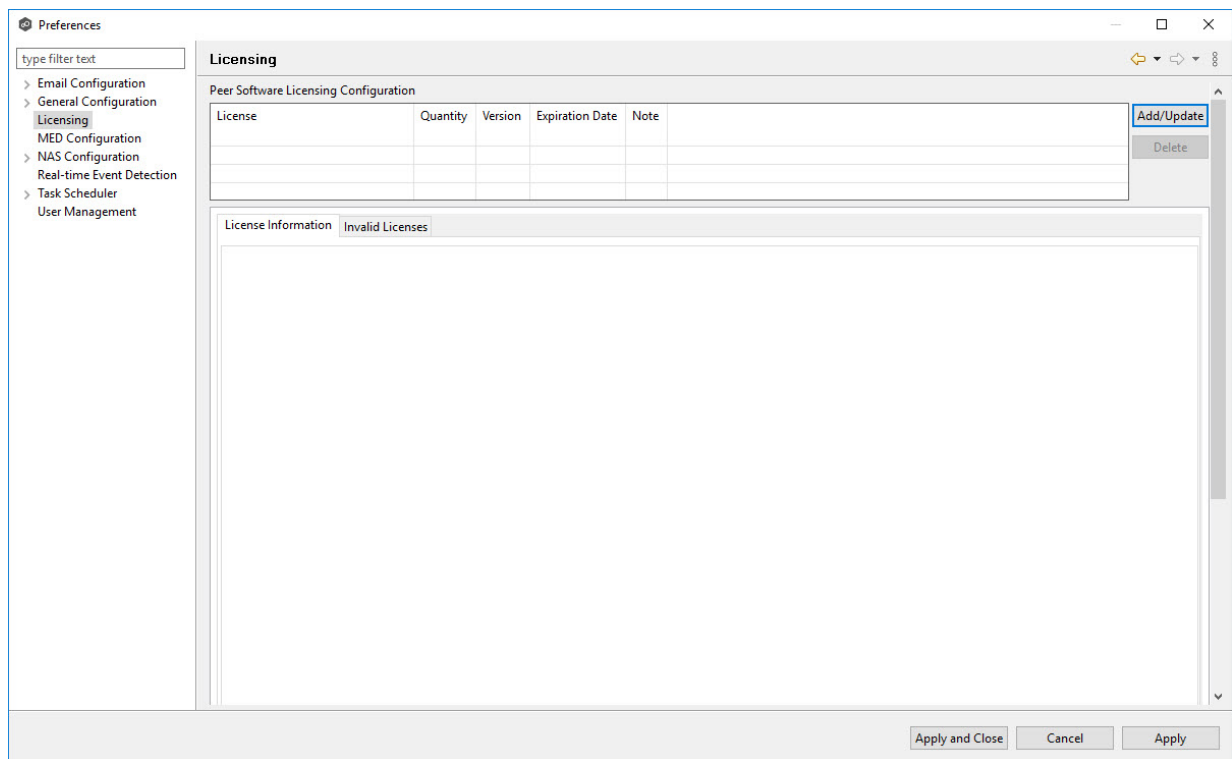 Preferences
type filter text
Email Configuration
General Configuration
Licensing
MED Configuration
NAS Configuration
Real-time Event Detection
Task Scheduler
User Management
Licensing
Peer Software Licensing Configuration
License Quantity Version Expiration Date Note
Add/Update
Delete
License Information Invalid Licenses
Apply and Close Cancel Apply